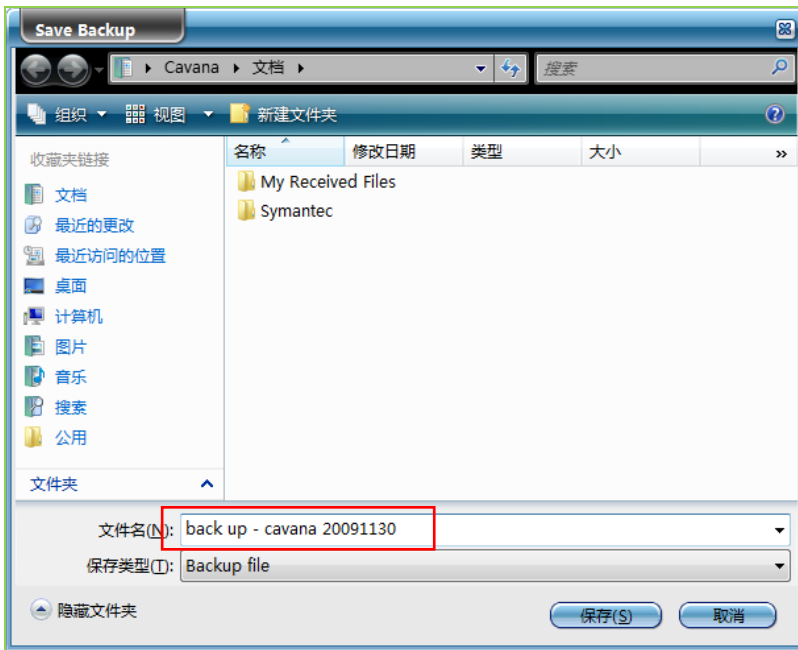 Save Backup
Cavana 文档 搜索
组织 视图 新建文件夹
收藏夹链接
文档
最近的更改
最近访问的位置
桌面
计算机
图片
音乐
搜索
公用
文件夹
名称 修改日期 类型 大小 »
My Received Files
Symantec
文件名(N): back up - cavana 20091130
保存类型(T): Backup file
隐藏文件夹 保存(S) 取消